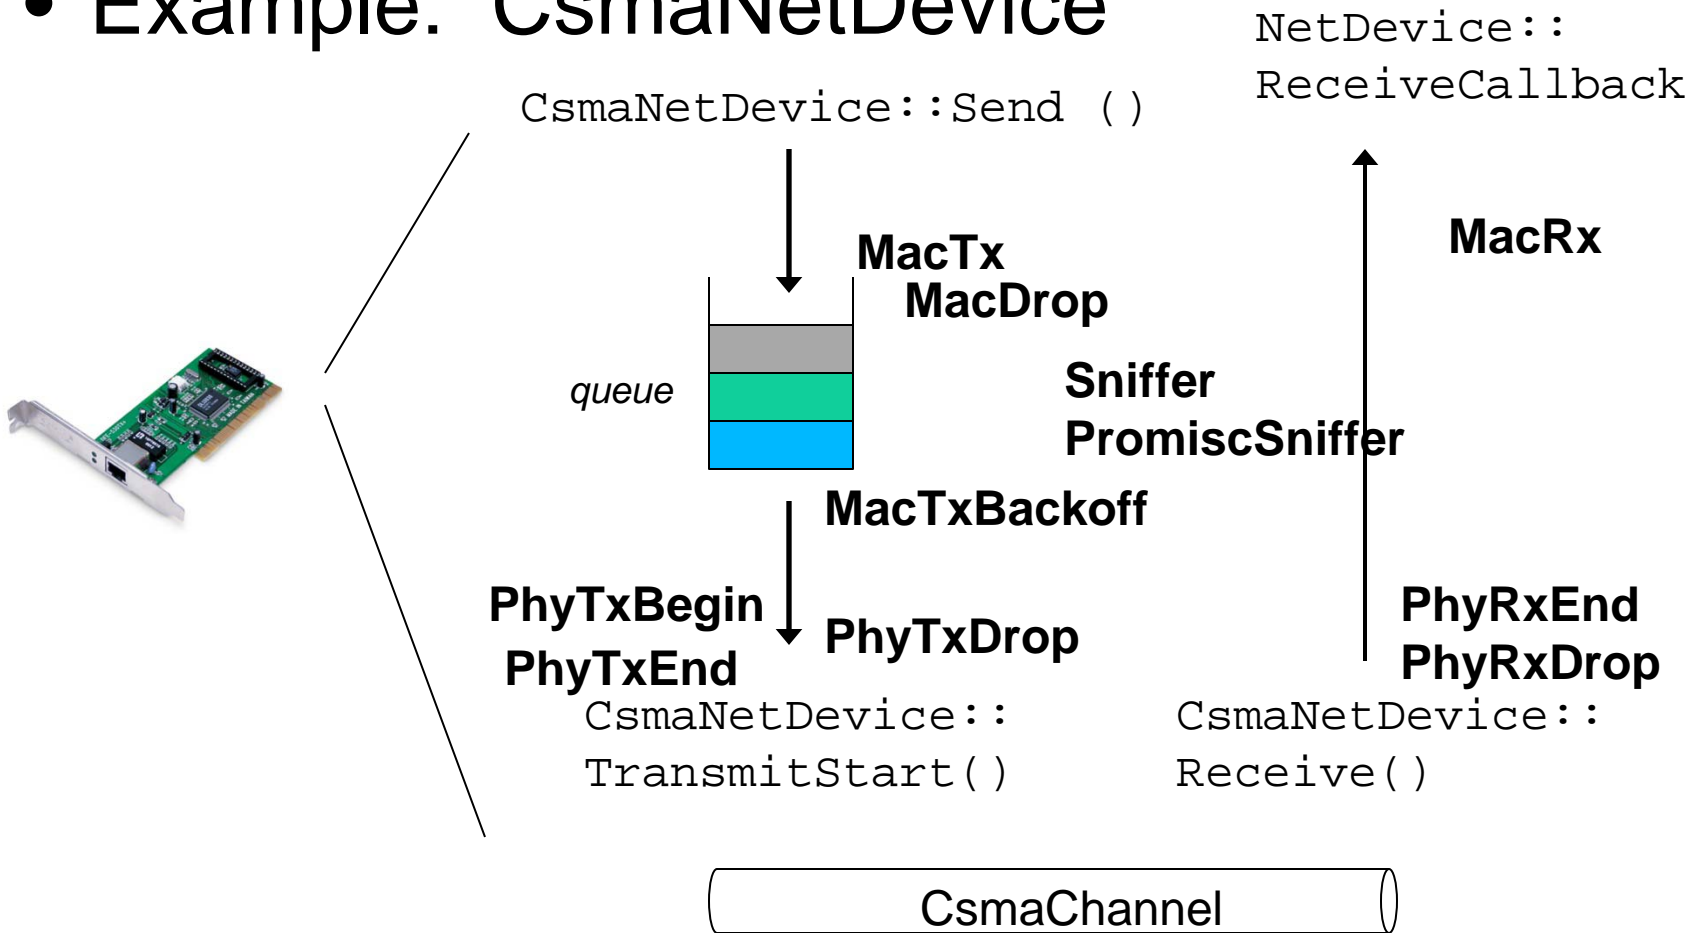 • Example: CsmaNetDevice
NetDevice::
ReceiveCallback
CsmaNetDevice::Send ()
MacTx
MacDrop
MacRx
queue
Sniffer
PromiscSniffer
MacTxBackoff
PhyTxBegin
PhyTxEnd
PhyTxDrop
PhyRxEnd
PhyRxDrop
CsmaNetDevice::
TransmitStart()
CsmaNetDevice::
Receive()
CsmaChannel